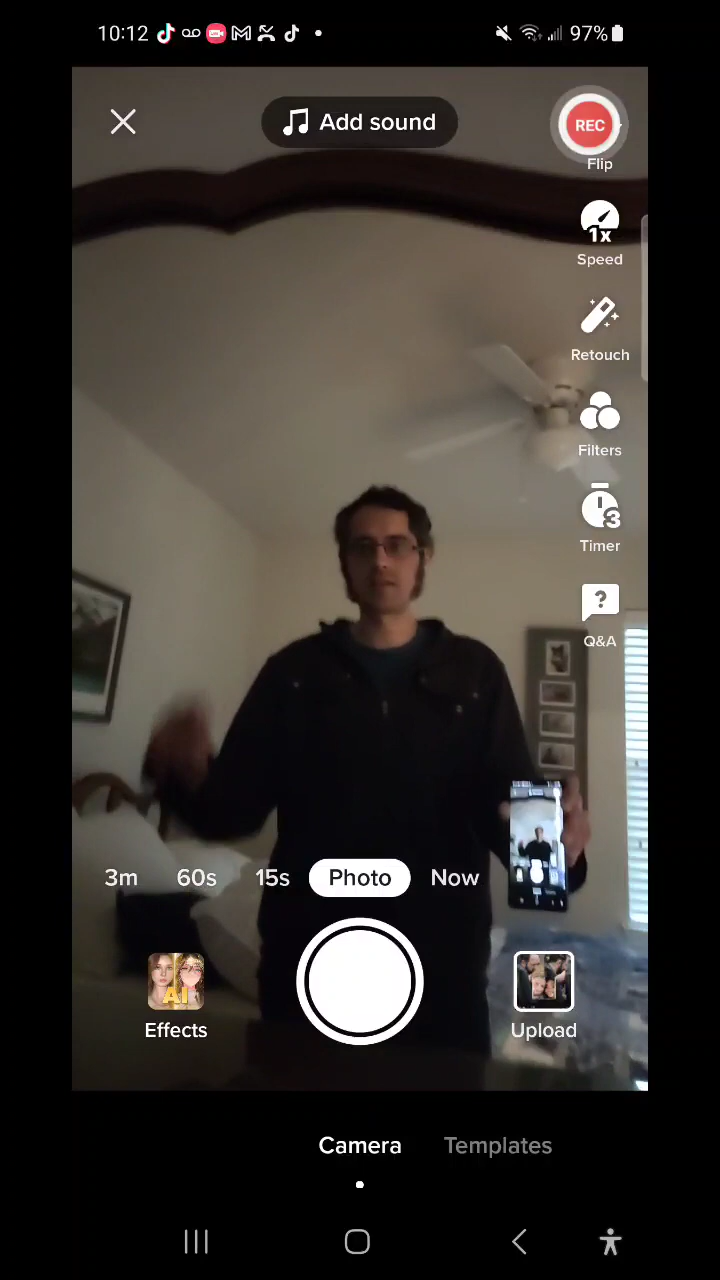 10:12
97%
Add sound
REC
Flip
1x
Speed
Retouch
Filters
3
Timer
?
Q&A
3m 60s 15s Photo Now
AI
Effects
Upload
Camera Templates